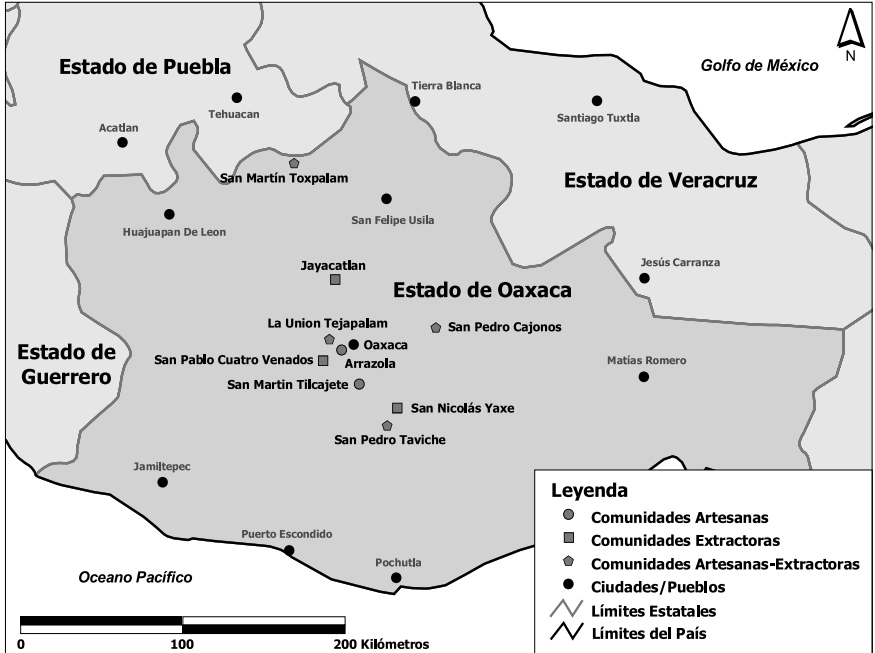 Golfo de México
N
Estado de Puebla
Tehuacan
Tierra Blanca
Santiago Tuxtla
Acatlan
San Martín Toxpalam
Estado de Veracruz
Huajuapan De Leon
San Felipe Usila
Jayacatlan
Jesús Carranza
Estado de Oaxaca
La Union Tejapalam
San Pedro Cajonos
Oaxaca
Estado de
Guerrero
San Pablo Cuatro Venados
Arrazola
Matías Romero
San Martin Tilcajete
San Nicolás Yaxe
San Pedro Taviche
Jamiltepec
Puerto Escondido
Pochutla
Oceano Pacífico
Leyenda
Comunidades Artesanas
Comunidades Extractoras
Comunidades Artesanas-Extractoras
Ciudades/Pueblos
Límites Estatales
Límites del País
0 100 200 Kilómetros